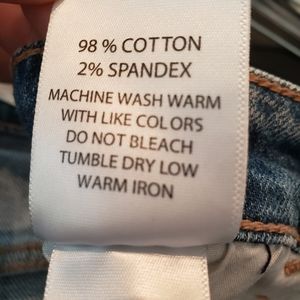 98 % COTTON
2% SPANDEX
MACHINE WASH WARM
WITH LIKE COLORS
DO NOT BLEACH
TUMBLE DRY LOW
WARM IRON